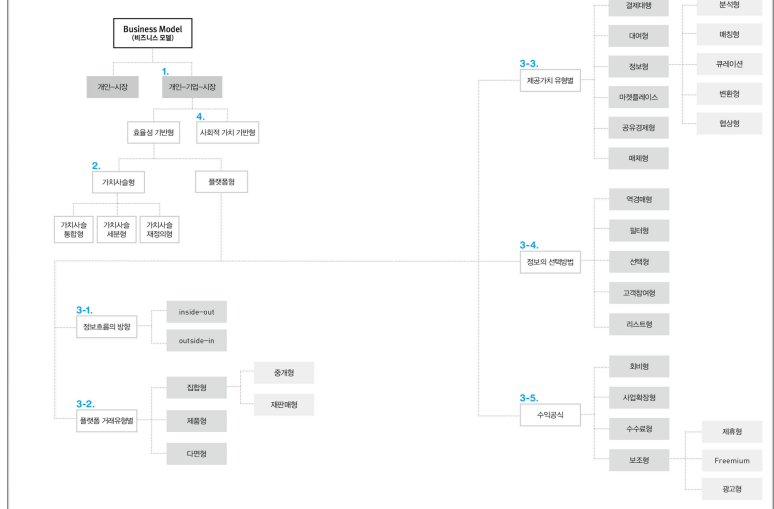 Business Model
(비즈니스 모델)
1.
개인-시장
개인-기업-시장
4.
효율성 기반형
사회적 가치 기반형
2.
가치사슬형
플랫폼형
가치사슬
통합형
가치사슬
세분형
가치사슬
재정의형
3-1.
정보흐름의 방향
inside-out
outside-in
3-2.
플랫폼 거래유형별
집합형
제품형
다면형
중개형
재판매형
3-3.
제공가치 유형별
결제대행
대여형
정보형
마켓플레이스
공유경제형
매체형
분석형
매칭형
큐레이션
변환형
협상형
3-4.
정보의 선택방법
역경매형
필터형
선택형
고객참여형
리스트형
3-5.
수익공식
회비형
사업확장형
수수료형
보조형
제휴형
Freemium
광고형